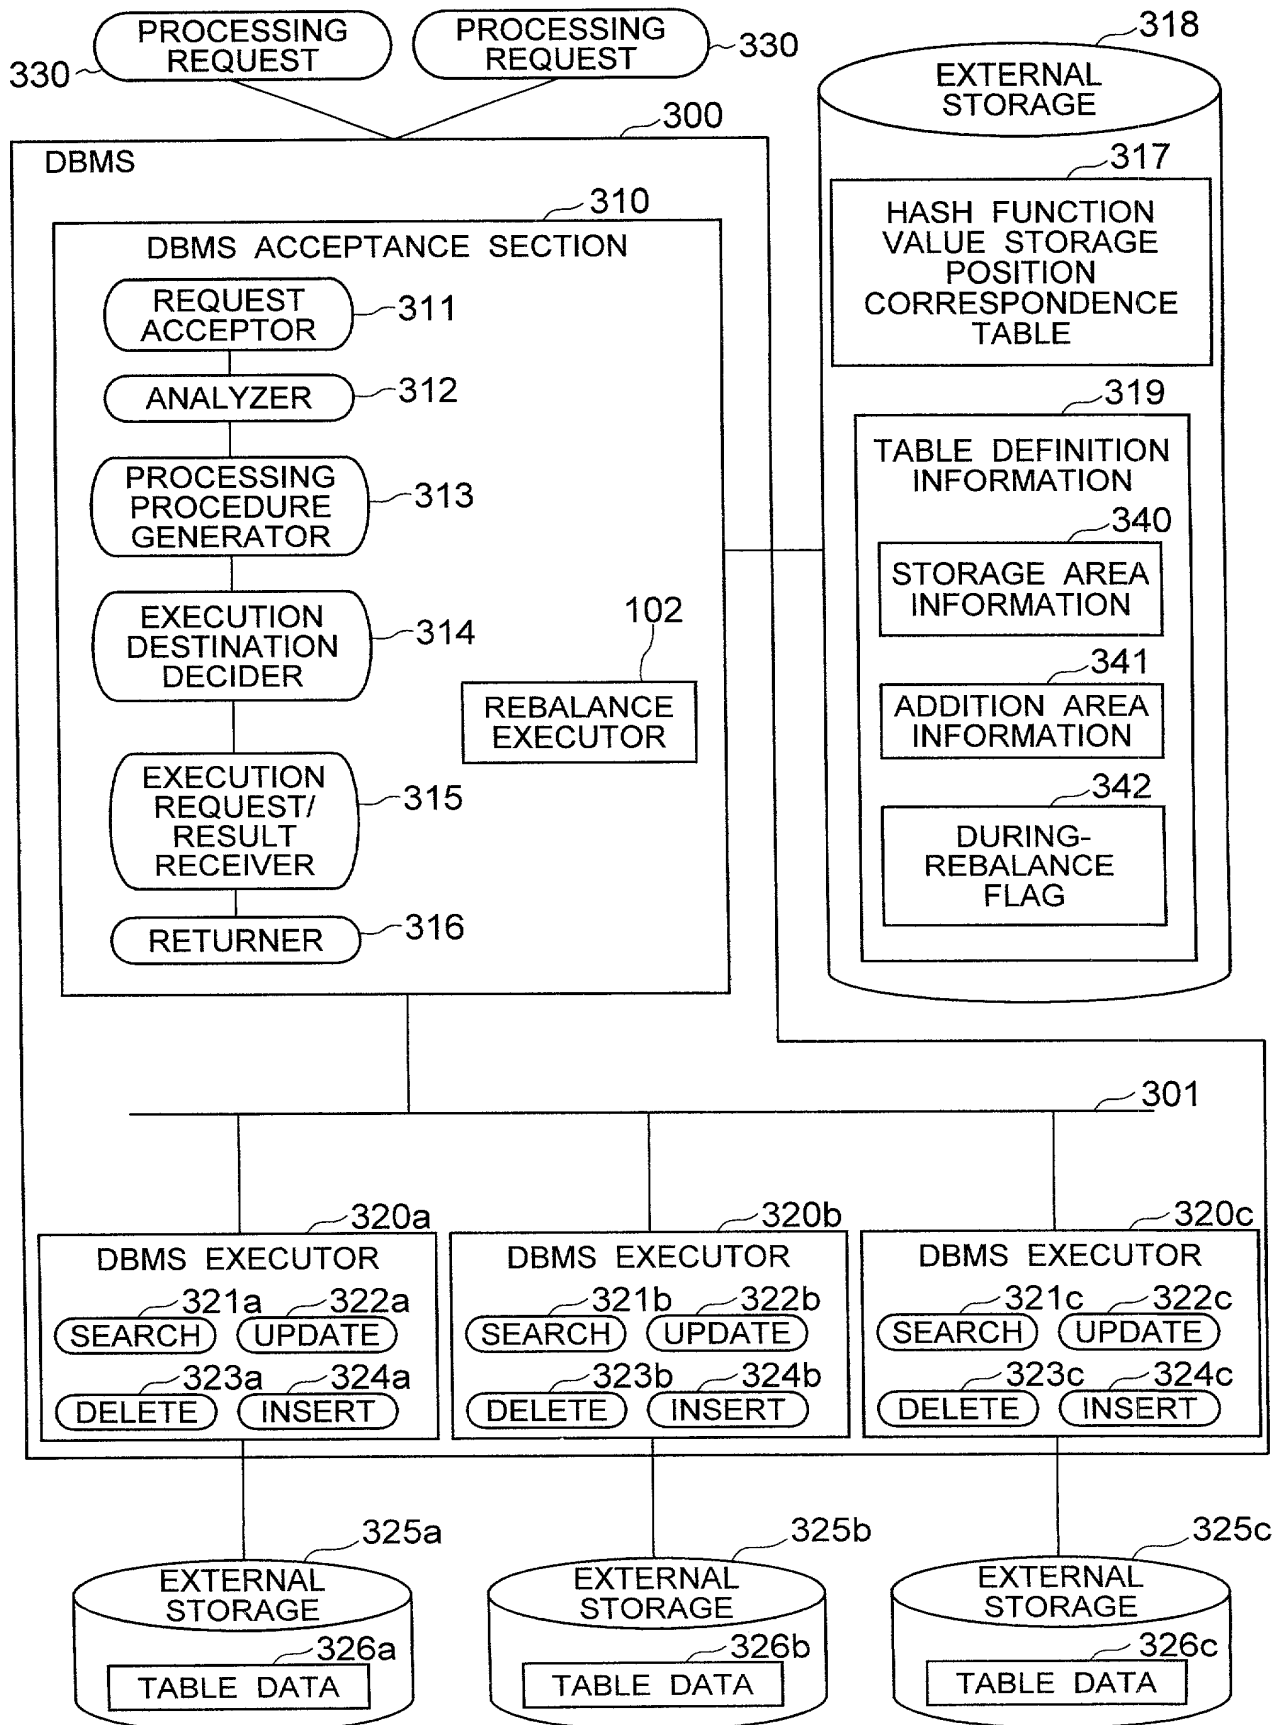 PROCESSING
REQUEST
330
PROCESSING
REQUEST
330
318
EXTERNAL
STORAGE
300
DBMS
317
HASH FUNCTION
VALUE STORAGE
POSITION
CORRESPONDENCE
TABLE
310
DBMS ACCEPTANCE SECTION
REQUEST
ACCEPTOR
311
ANALYZER
312
PROCESSING
PROCEDURE
GENERATOR
313
EXECUTION
DESTINATION
DECIDER
314
102
REBALANCE
EXECUTOR
EXECUTION
REQUEST/
RESULT
RECEIVER
315
RETURNER
316
319
TABLE DEFINITION
INFORMATION
340
STORAGE AREA
INFORMATION
341
ADDITION AREA
INFORMATION
342
DURING-
REBALANCE
FLAG
301
320a
DBMS EXECUTOR
321a
322a
SEARCH
UPDATE
323a
324a
DELETE
INSERT
320b
DBMS EXECUTOR
321b
322b
SEARCH
UPDATE
323b
324b
DELETE
INSERT
320c
DBMS EXECUTOR
321c
322c
SEARCH
UPDATE
323c
324c
DELETE
INSERT
325a
EXTERNAL
STORAGE
326a
TABLE DATA
325b
EXTERNAL
STORAGE
326b
TABLE DATA
325c
EXTERNAL
STORAGE
326c
TABLE DATA